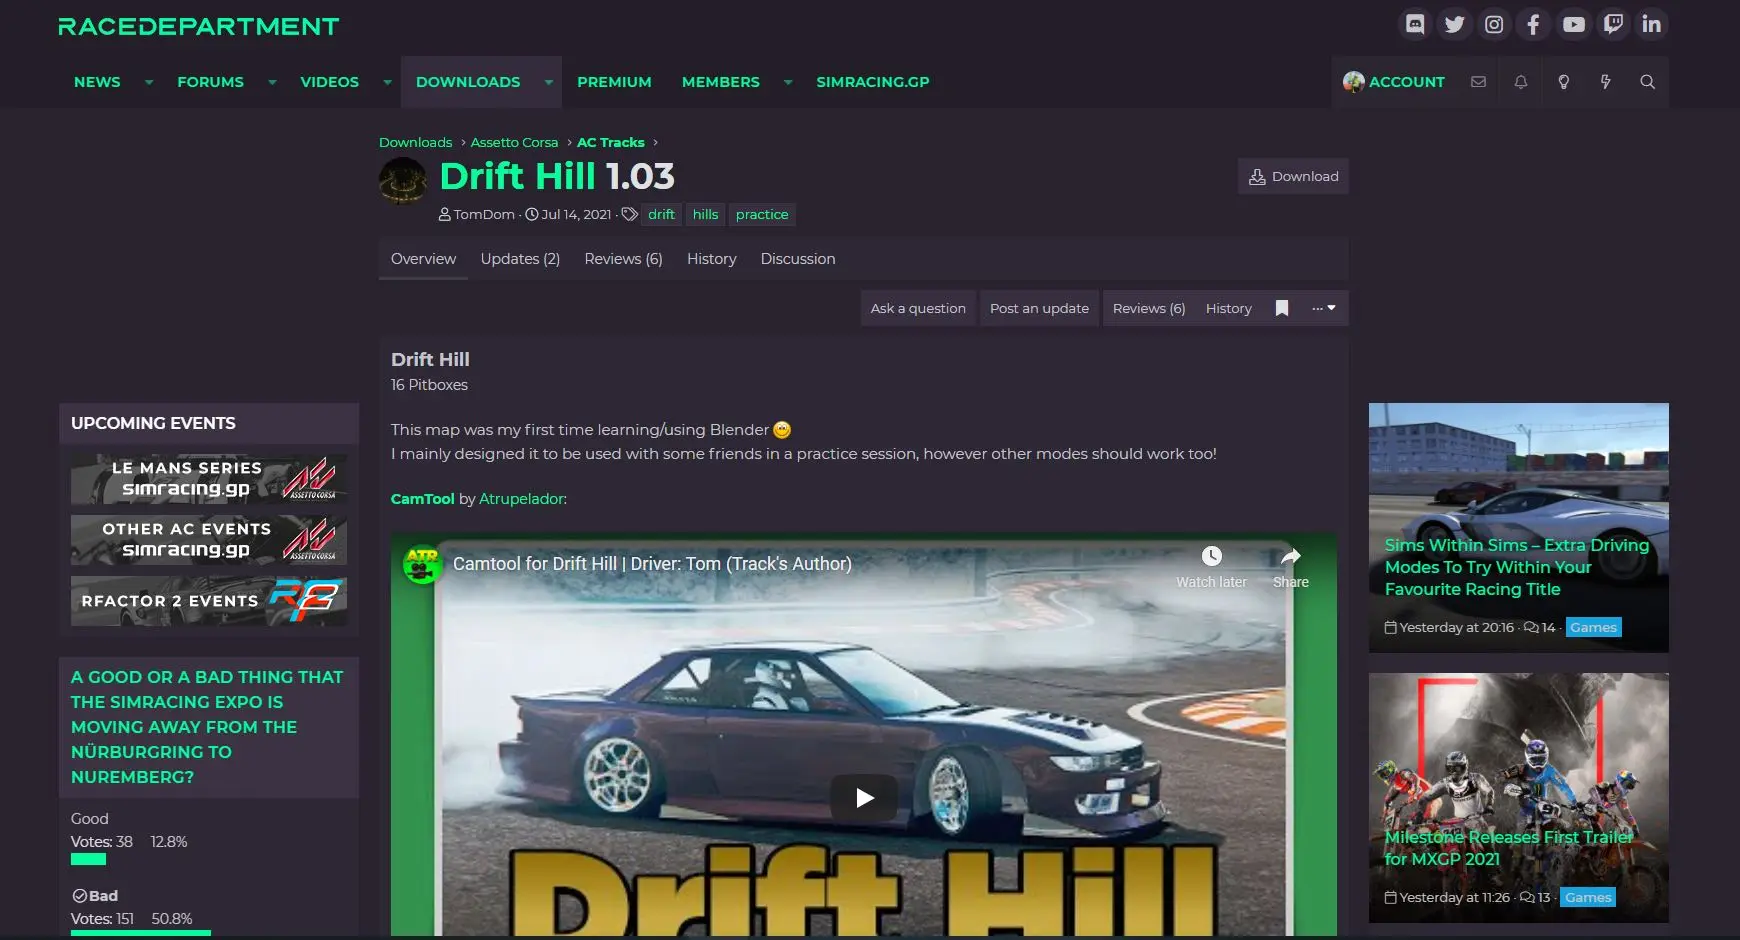 RACEDEPARTMENT
NEWS FORUMS VIDEOS DOWNLOADS PREMIUM MEMBERS SIMRACING.GP ACCOUNT
Downloads › Assetto Corsa › AC Tracks ›
Drift Hill 1.03
Download
TomDom · Jul 14, 2021 · drift hills practice
Overview Updates (2) Reviews (6) History Discussion
Ask a question Post an update Reviews (6) History ...
Drift Hill
16 Pitboxes
This map was my first time learning/using Blender
I mainly designed it to be used with some friends in a practice session, however other modes should work too!
CamTool by Atrupelador:
ATR
Camtool for Drift Hill | Driver: Tom (Track's Author)
Watch later
Share
Drift Hill
UPCOMING EVENTS
LE MANS SERIES
simracing.gp
ASSETTO CORSA
OTHER AC EVENTS
simracing.gp
ASSETTO CORSA
RFACTOR 2 EVENTS
A GOOD OR A BAD THING THAT
THE SIMRACING EXPO IS
MOVING AWAY FROM THE
NÜRBURGRING TO
NUREMBERG?
Good
Votes: 38 12.8%
Bad
Votes: 151 50.8%
Sims Within Sims – Extra Driving
Modes To Try Within Your
Favourite Racing Title
Yesterday at 20:16 · 14 · Games
Milestone Releases First Trailer
for MXGP 2021
Yesterday at 11:26 · 13 · Games